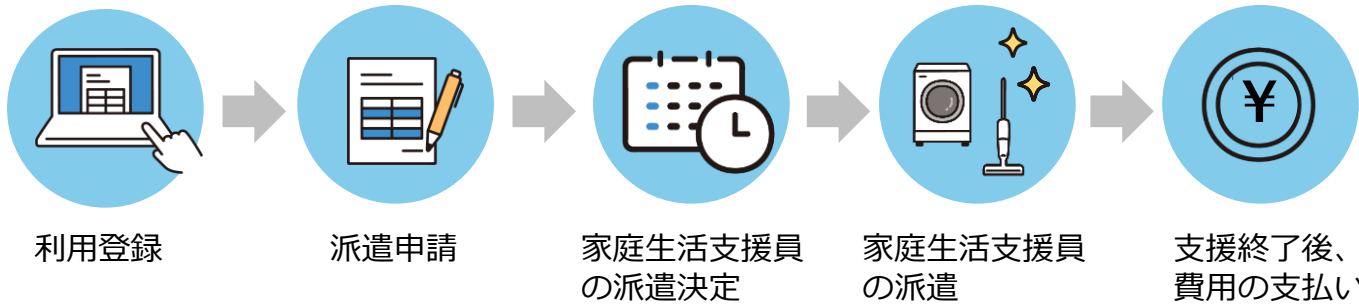 ¥
利用登録
派遣申請
家庭生活支援員
の派遣決定
家庭生活支援員
の派遣
支援終了後、
費用の支払い